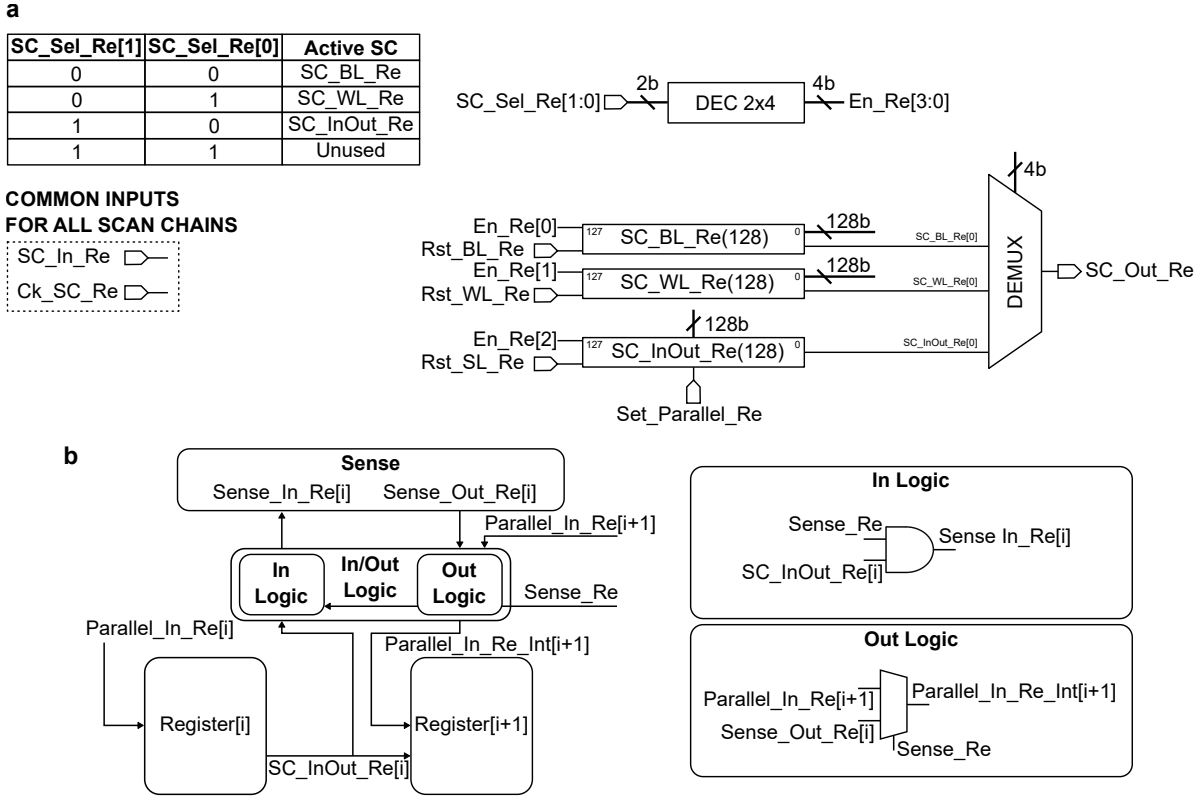 a
SC_Sel_Re[1] SC_Sel_Re[0] Active SC
0 0 SC_BL_Re
0 1 SC_WL_Re
1 0 SC_InOut_Re
1 1 Unused
SC_Sel_Re[1:0] 2b DEC 2x4 4b En_Re[3:0]
COMMON INPUTS
FOR ALL SCAN CHAINS
SC_In_Re
Ck_SC_Re
4b
En_Re[0] 127 SC_BL_Re(128) 0 128b
Rst_BL_Re SC_BL_Re[0]
En_Re[1] 127 SC_WL_Re(128) 0 128b
Rst_WL_Re SC_WL_Re[0]
DEMUX SC_Out_Re
128b
En_Re[2] 127 SC_InOut_Re(128) 0 SC_InOut_Re[0]
Rst_SL_Re
Set_Parallel_Re
b
Sense
Sense_In_Re[i] Sense_Out_Re[i]
Parallel_In_Re[i+1]
In Logic
In/Out Logic
Out Logic
Sense_Re
Parallel_In_Re[i]
Parallel_In_Re_Int[i+1]
Register[i] Register[i+1]
SC_InOut_Re[i]
In Logic
Sense_Re
Sense In_Re[i]
SC_InOut_Re[i]
Out Logic
Parallel_In_Re[i+1] Parallel_In_Re_Int[i+1]
Sense_Out_Re[i]
Sense_Re